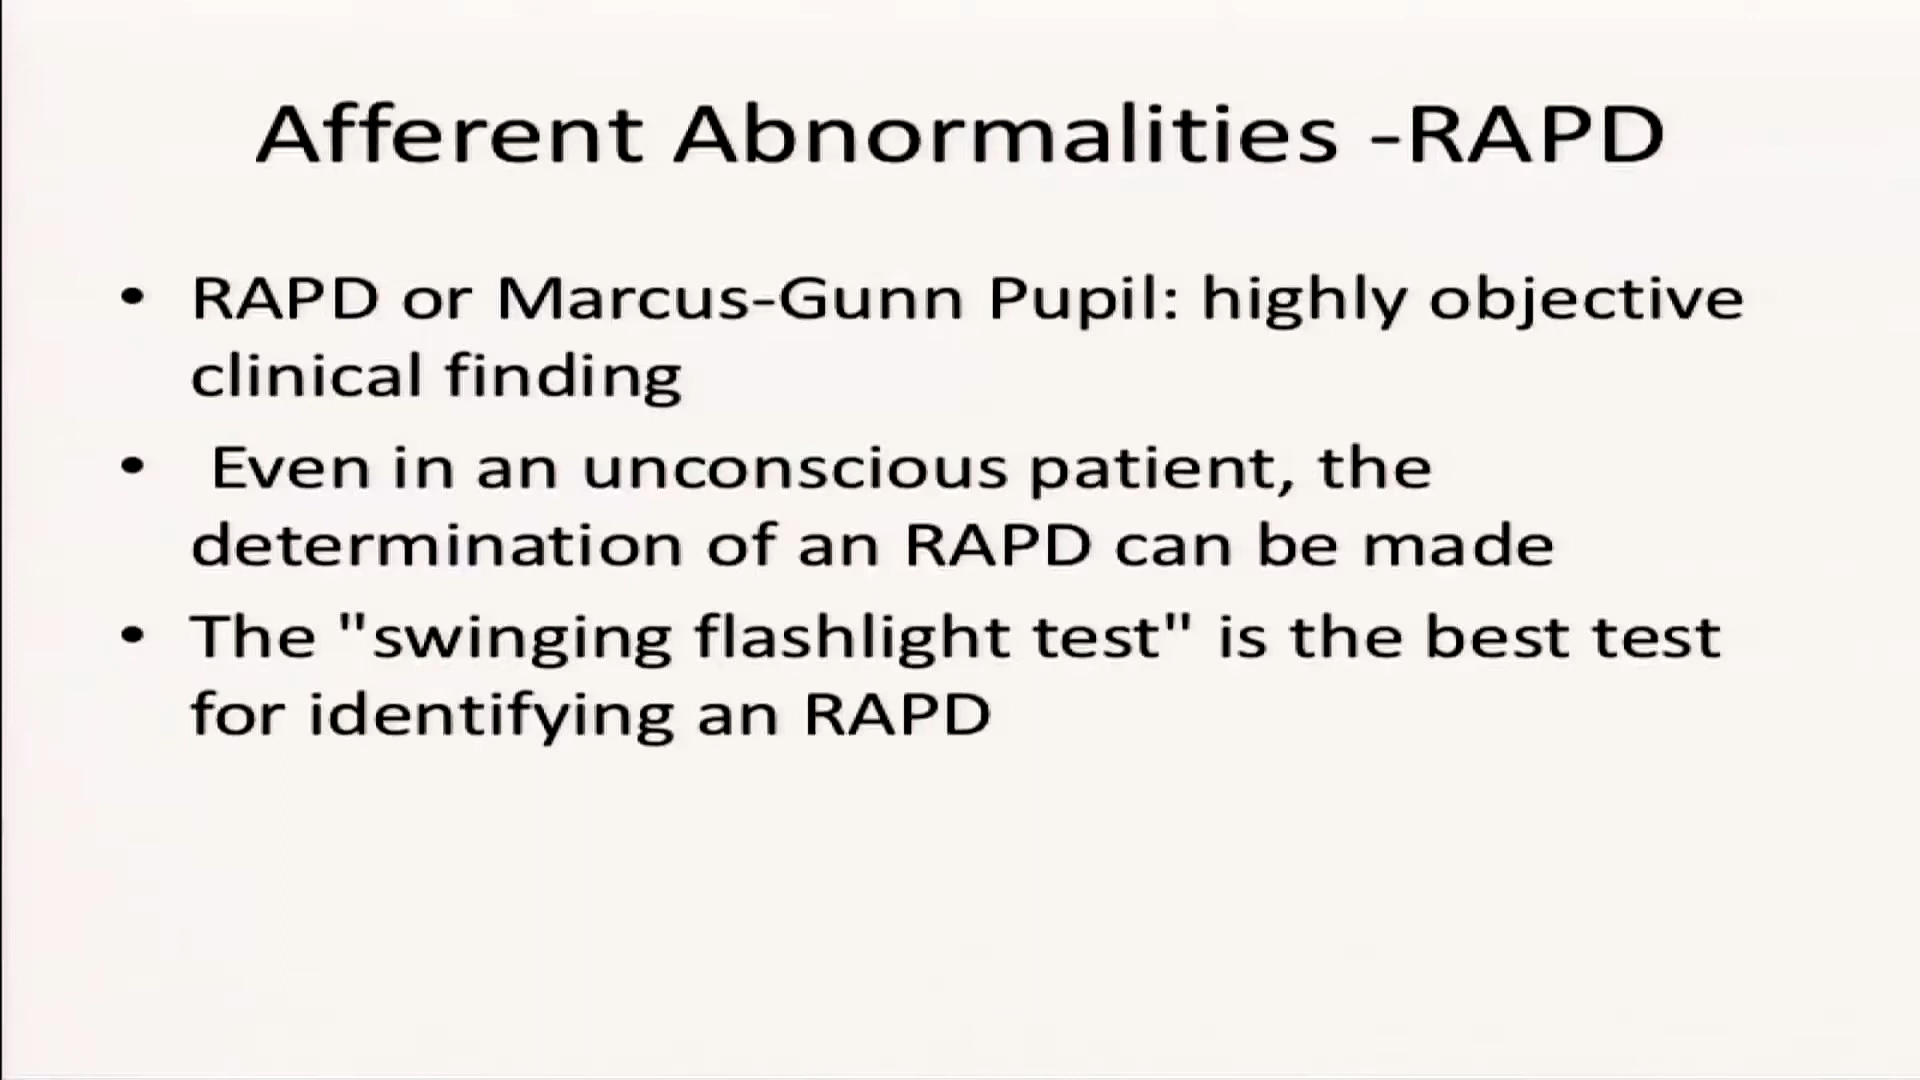 Afferent Abnormalities -RAPD
• RAPD or Marcus-Gunn Pupil: highly objective
clinical finding
• Even in an unconscious patient, the
determination of an RAPD can be made
• The "swinging flashlight test" is the best test
for identifying an RAPD